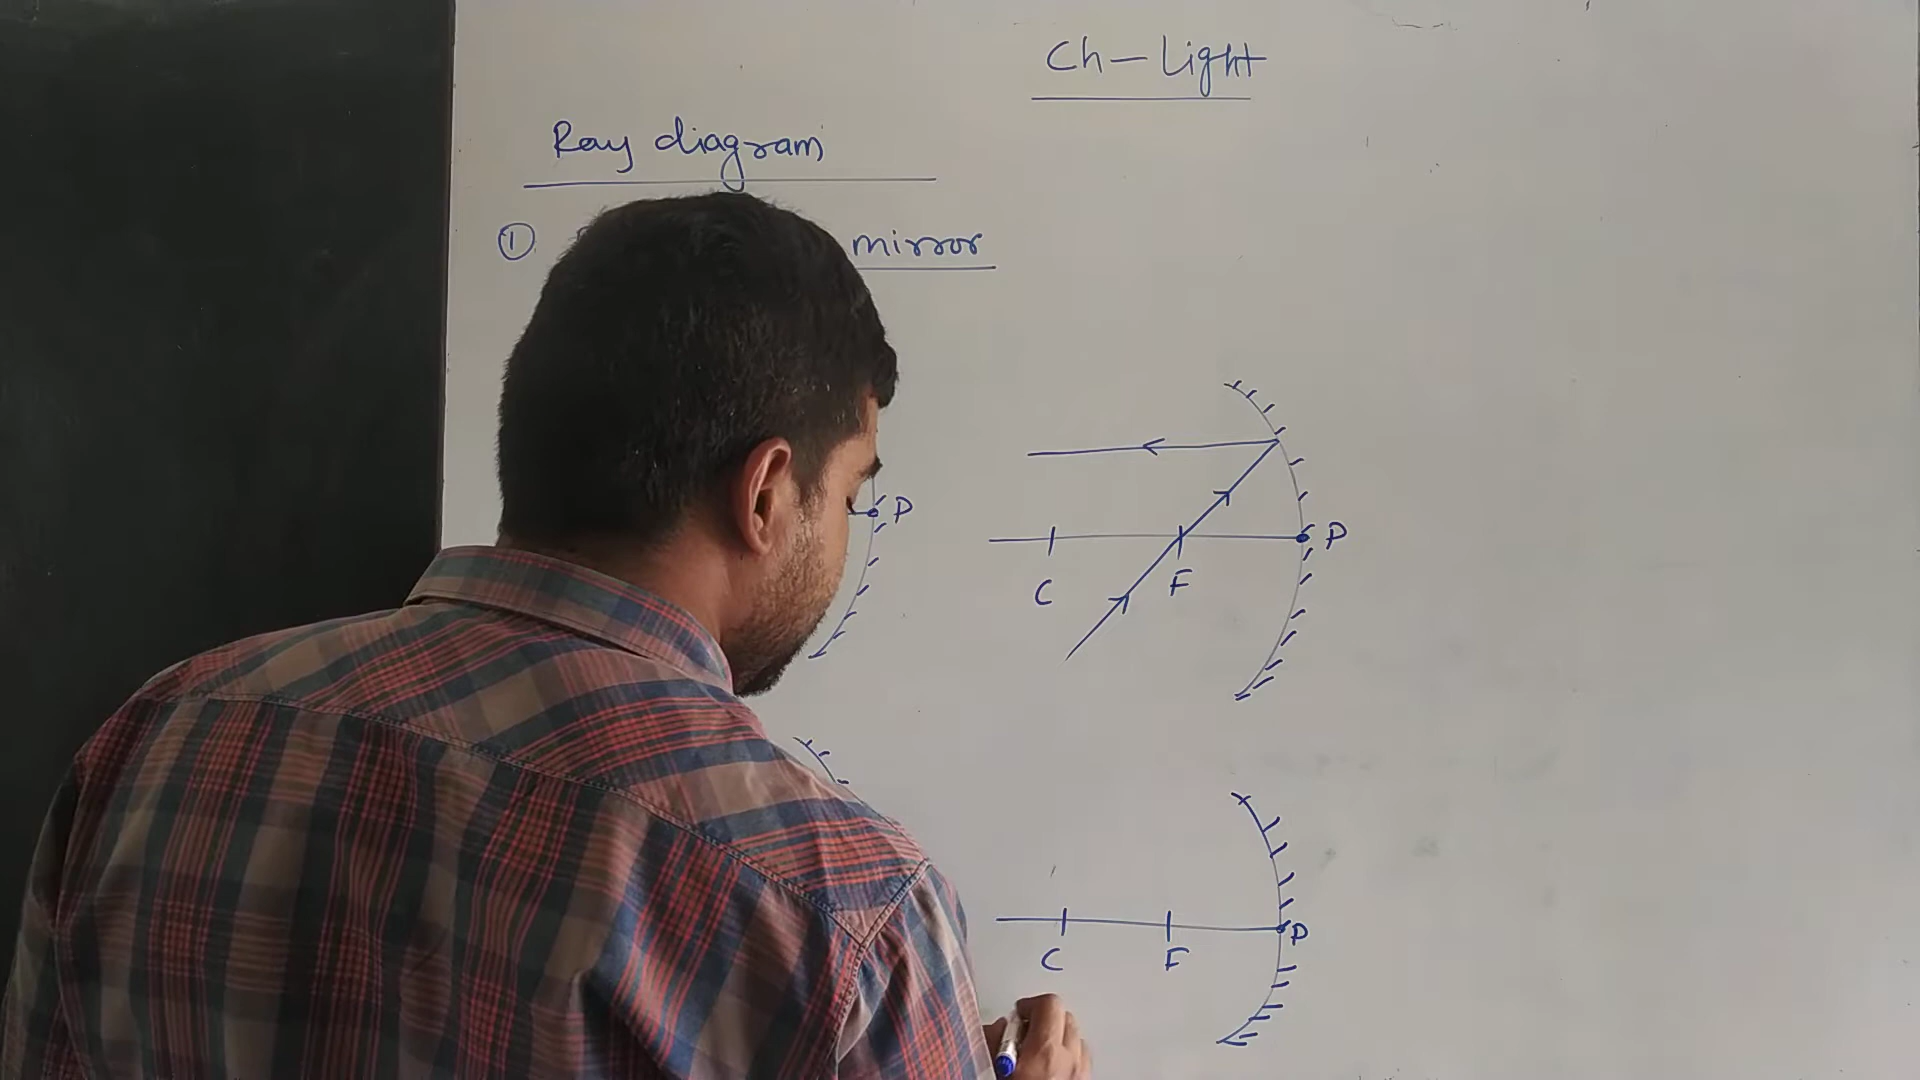 Ch – Light
Ray diagram
① mirror
P
P
C F
P
C F